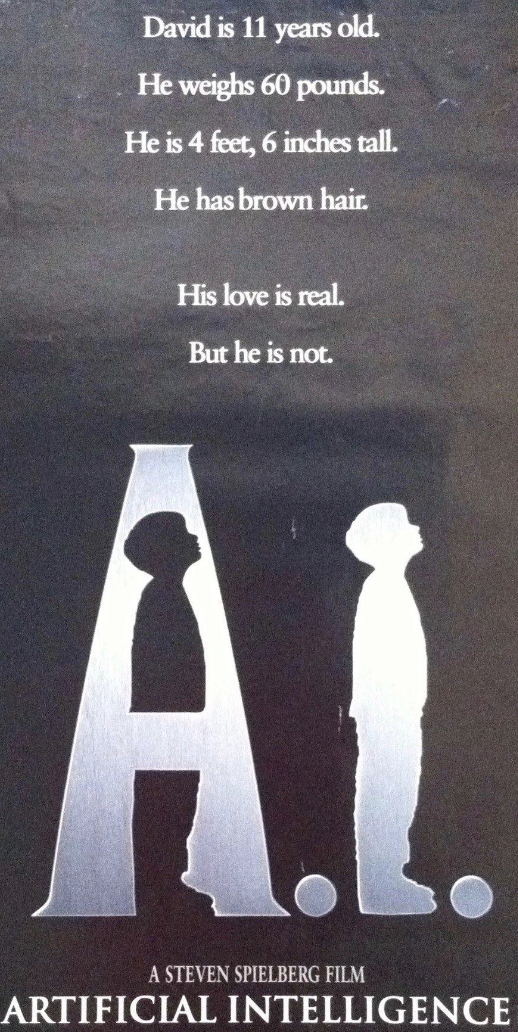 David is 11 years old.
He weighs 60 pounds.
He is 4 feet, 6 inches tall.
He has brown hair.
His love is real.
But he is not.
A.I.
A STEVEN SPIELBERG FILM
ARTIFICIAL INTELLIGENCE